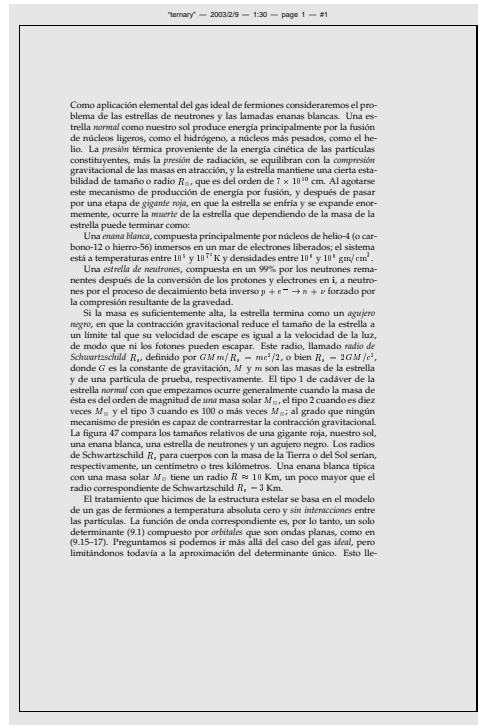 "ternary" — 2003/2/9 — 1:30 — page 1 — #1
Como aplicación elemental del gas ideal de fermiones consideraremos el pro-
blema de las estrellas de neutrones y las lamadas enanas blancas. Una es-
trella normal como nuestro sol produce energía principalmente por la fusión
de núcleos ligeros, como el hidrógeno, a núcleos más pesados, como el he-
lio. La presión térmica proveniente de la energía cinética de las partículas
constituyentes, más la presión de radiación, se equilibran con la compresión
gravitacional de las masas en atracción, y la estrella mantiene una cierta esta-
bilidad de tamaño o radio R☉, que es del orden de 7 × 10¹⁰ cm. Al agotarse
este mecanismo de producción de energía por fusión, y después de pasar
por una etapa de gigante roja, en que la estrella se enfría y se expande enor-
memente, ocurre la muerte de la estrella que dependiendo de la masa de la
estrella puede terminar como:
Una enana blanca, compuesta principalmente por núcleos de helio-4 (o car-
bono-12 o hierro-56) inmersos en un mar de electrones liberados; el sistema
está a temperaturas entre y K y densidades entre y gm/cm³.
Una estrella de neutrones, compuesta en un 99% por los neutrones rema-
nentes después de la conversión de los protones y electrones en i, a neutro-
nes por el proceso de decaimiento beta inverso p + e⁻ → n + ν forzado por
la compresión resultante de la gravedad.
Si la masa es suficientemente alta, la estrella termina como un agujero
negro, en que la contracción gravitacional reduce el tamaño de la estrella a
un límite tal que su velocidad de escape es igual a la velocidad de la luz,
de modo que ni los fotones pueden escapar. Este radio, llamado radio de
Schwartzschild Rₛ, definido por GMm/Rₛ = mc²/2, o bien Rₛ = 2GM/c²,
donde G es la constante de gravitación, M y m son las masas de la estrella
y de una partícula de prueba, respectivamente. El tipo 1 de cadáver de la
estrella normal con que empezamos ocurre generalmente cuando la masa de
ésta es del orden de magnitud de una masa solar M☉, el tipo 2 cuando es diez
veces M☉ y el tipo 3 cuando es 100 o más veces M☉; al grado que ningún
mecanismo de presión es capaz de contrarrestar la contracción gravitacional.
La figura 47 compara los tamaños relativos de una gigante roja, nuestro sol,
una enana blanca, una estrella de neutrones y un agujero negro. Los radios
de Schwartzschild Rₛ para cuerpos con la masa de la Tierra o del Sol serían,
respectivamente, un centímetro o tres kilómetros. Una enana blanca típica
con una masa solar M☉ tiene un radio R ≈ 10 Km, un poco mayor que el
radio correspondiente de Schwartzschild Rₛ = 3 Km.
El tratamiento que hicimos de la estructura estelar se basa en el modelo
de un gas de fermiones a temperatura absoluta cero y sin interacciones entre
las partículas. La función de onda correspondiente es, por lo tanto, un solo
determinante (9.1) compuesto por orbitales que son ondas planas, como en
(9.15–17). Preguntamos si podemos ir más allá del caso del gas ideal, pero
limitándonos todavía a la aproximación del determinante único. Esto lle-